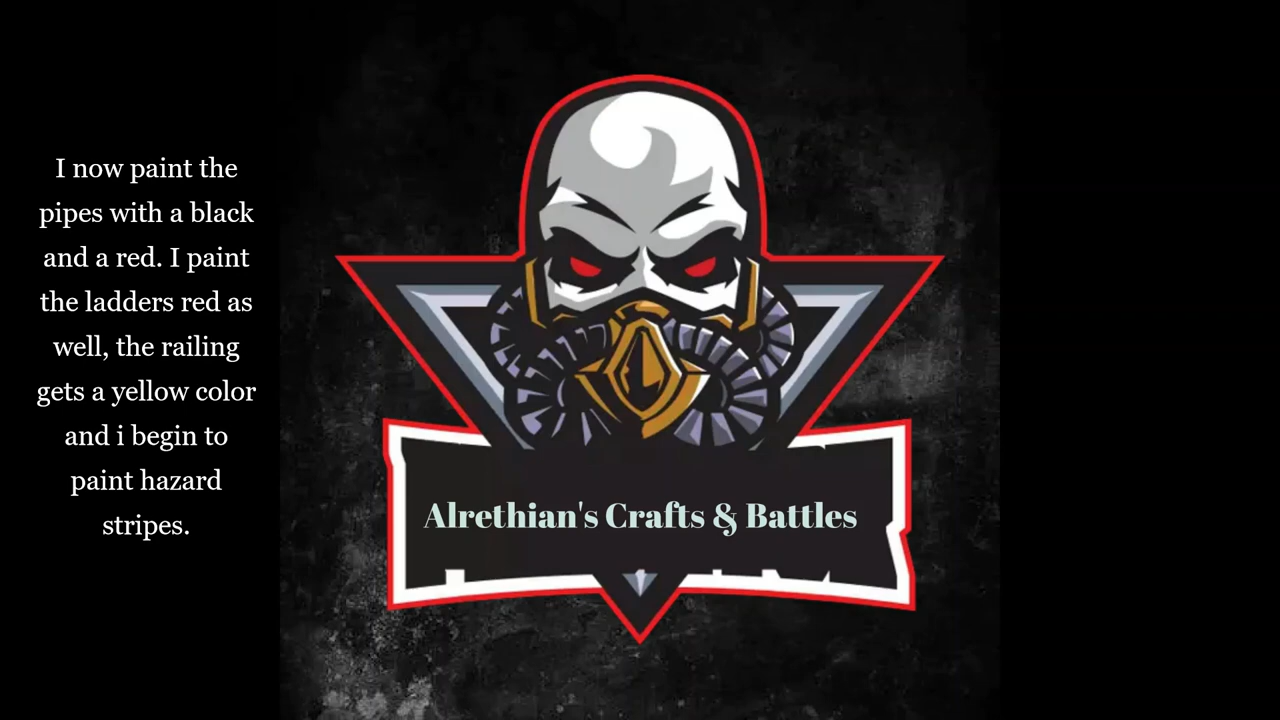 I now paint the
pipes with a black
and a red. I paint
the ladders red as
well, the railing
gets a yellow color
and i begin to
paint hazard
stripes.
Alrethian's Crafts & Battles